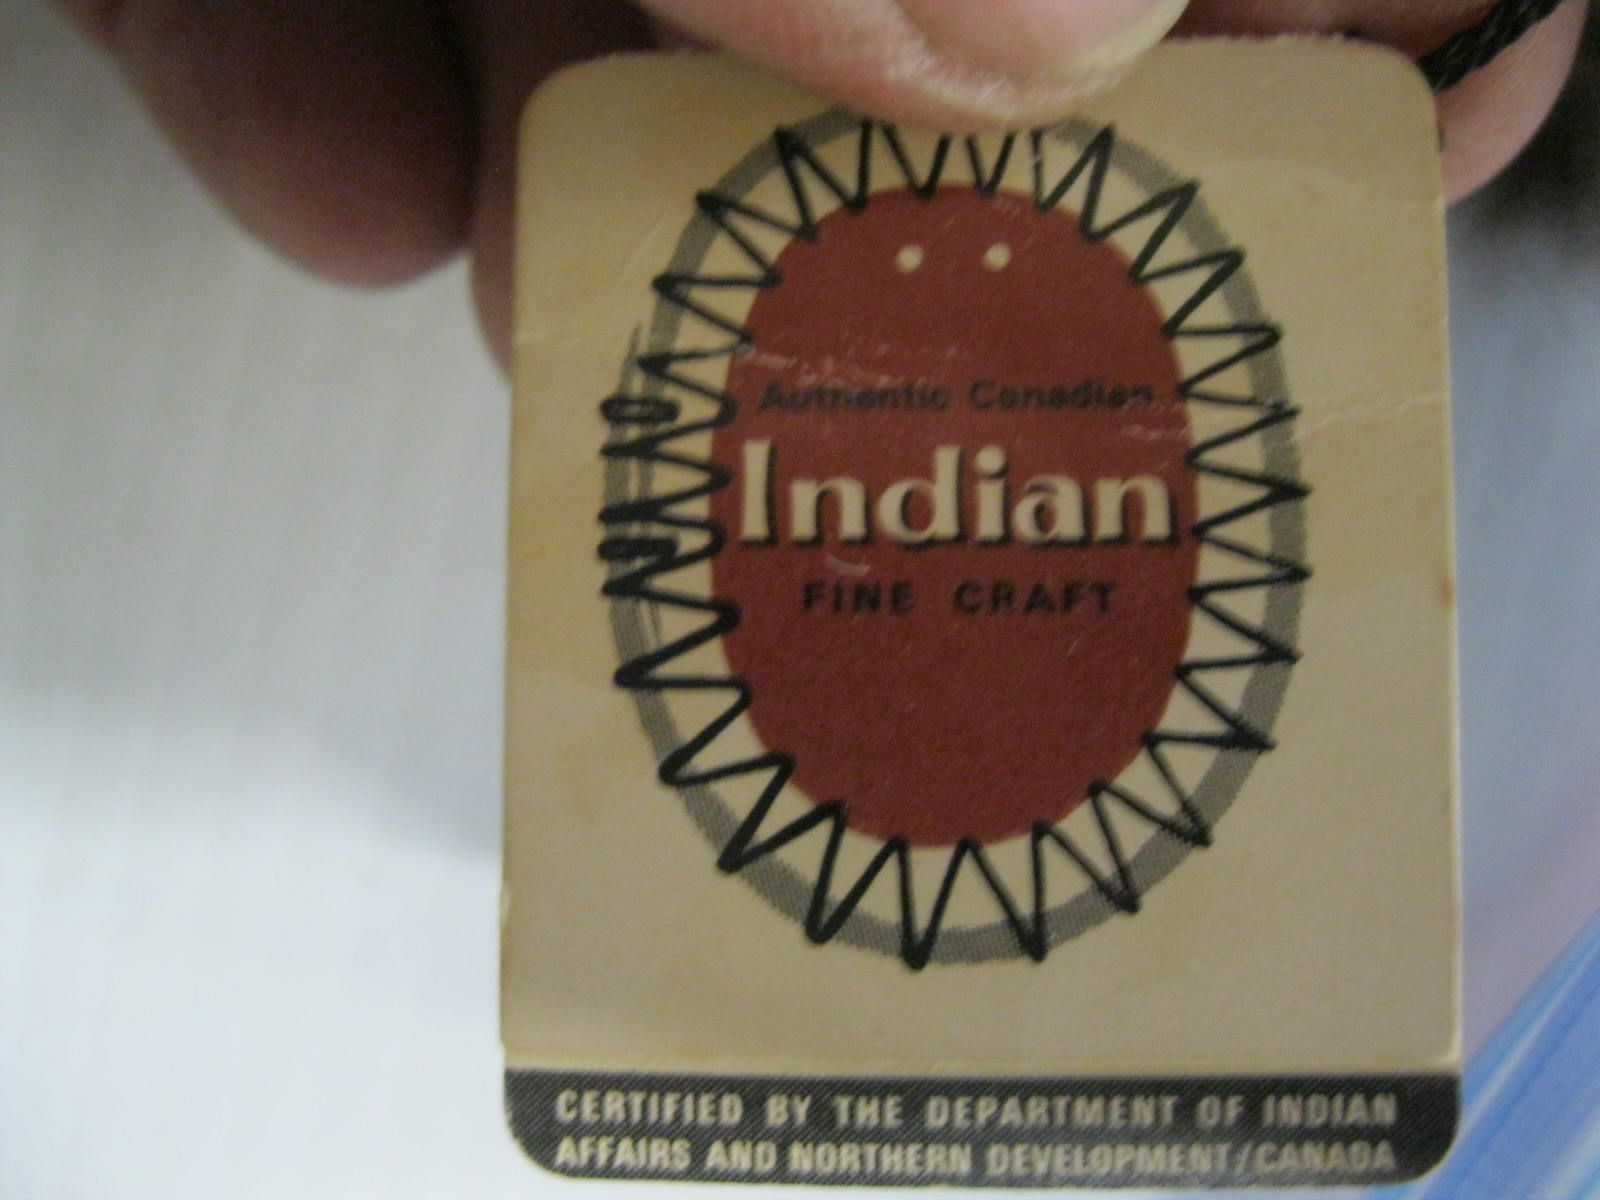 Authentic Canadian
Indian
FINE CRAFT
CERTIFIED BY THE DEPARTMENT OF INDIAN
AFFAIRS AND NORTHERN DEVELOPMENT/CANADA